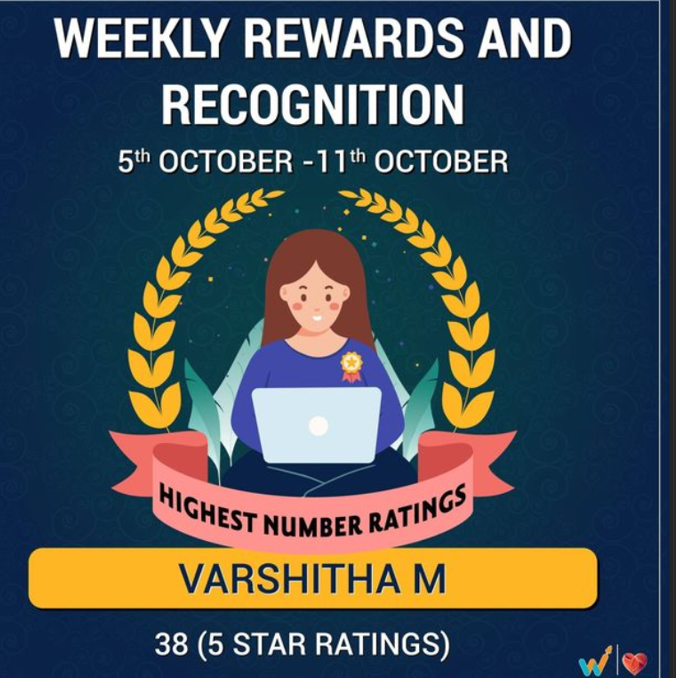 WEEKLY REWARDS AND
RECOGNITION
5th OCTOBER -11th OCTOBER
HIGHEST NUMBER RATINGS
VARSHITHA M
38 (5 STAR RATINGS)